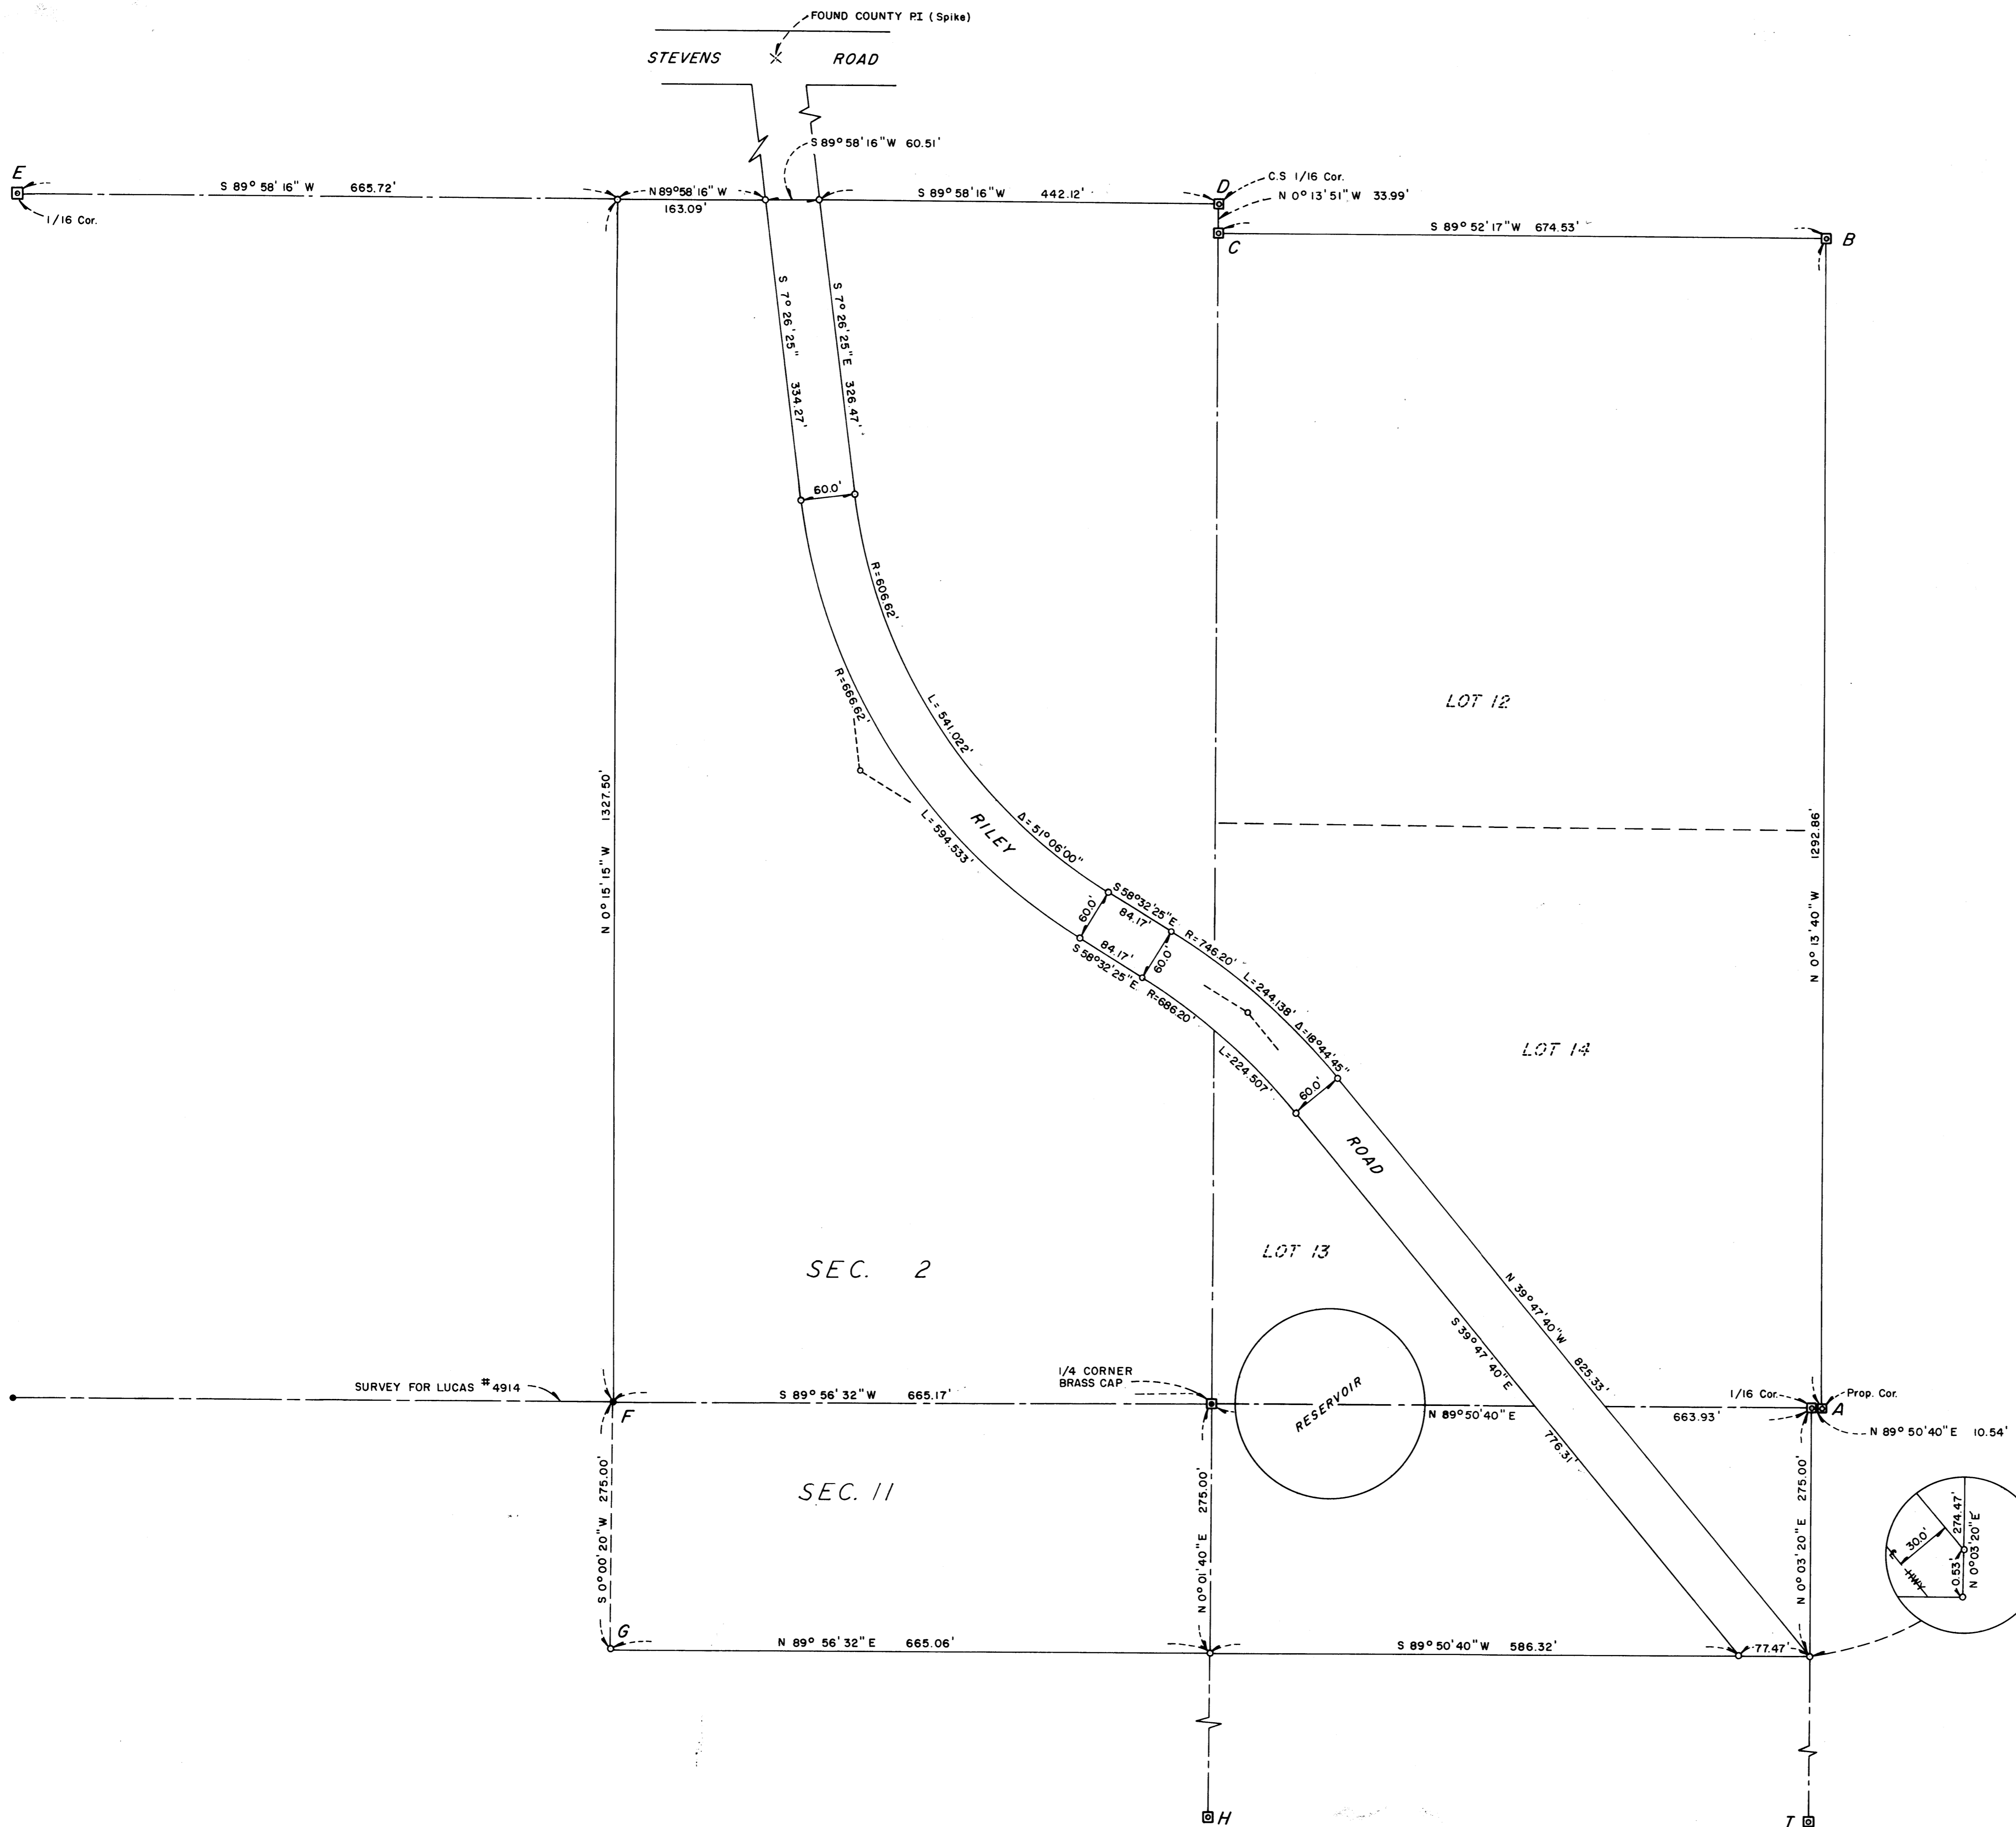 FOUND COUNTY P.I (Spike)
STEVENS ROAD
S 89° 58' 16" W 60.51'
E
S 89° 58' 16" W 665.72'
1/16 Cor.
N 89° 58' 16" W
163.09'
S 89° 58' 16" W 442.12'
D
C.S 1/16 Cor.
N 0° 13' 51" W 33.99'
C
S 89° 52' 17" W 674.53'
B
S 7° 26' 25" 334.27'
S 7° 26' 25" E 326.47'
60.0'
R=606.62'
R=666.62'
L= 541.022'
L= 594.533'
Δ= 51° 06' 00"
RILEY
LOT 12
N 0° 15' 15" W 1327.50'
N 0° 13' 40" W 1292.86'
S 58° 32' 25" E
84.17'
60.0'
84.17'
S 58° 32' 25" E
60.0'
R=746.20'
L=244.138'
Δ=18° 44' 45"
R=686.20'
L=224.507'
60.0'
LOT 14
ROAD
LOT 13
SEC. 2
N 39° 47' 40" W 825.33'
S 39° 47' 40" E
776.31'
1/4 CORNER
BRASS CAP
SURVEY FOR LUCAS #4914
S 89° 56' 32" W 665.17'
F
RESERVOIR
N 89° 50' 40" E
663.93'
1/16 Cor.
Prop. Cor.
A
N 89° 50' 40" E 10.54'
S 0° 00' 20" W 275.00'
SEC. 11
N 0° 01' 40" E 275.00'
N 0° 03' 20" E 275.00'
30.0'
274.47'
HWY
0.53'
N 0° 03' 20" E
G
N 89° 56' 32" E 665.06'
S 89° 50' 40" W 586.32'
77.47'
H